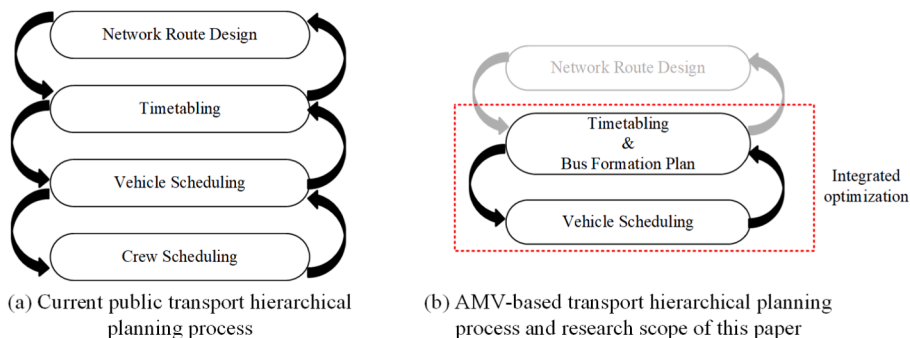 Network Route Design
Timetabling
Vehicle Scheduling
Crew Scheduling
(a) Current public transport hierarchical
planning process
Network Route Design
Timetabling
&
Bus Formation Plan
Vehicle Scheduling
Integrated
optimization
(b) AMV-based transport hierarchical planning
process and research scope of this paper